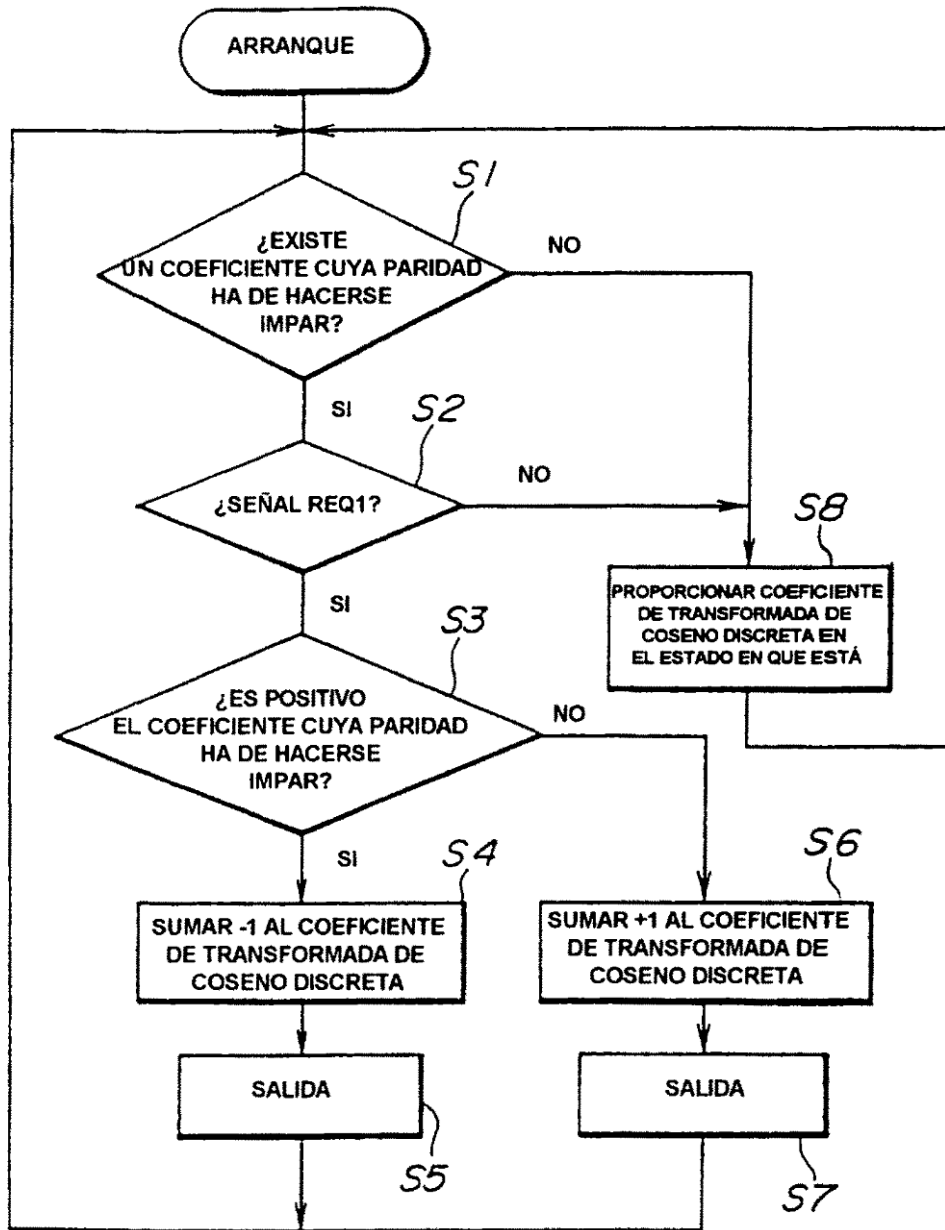 ARRANQUE
S1
¿EXISTE
UN COEFICIENTE CUYA PARIDAD
HA DE HACERSE
IMPAR?
NO
SI
S2
¿SEÑAL REQ1?
NO
SI
S8
PROPORCIONAR COEFICIENTE
DE TRANSFORMADA DE
COSENO DISCRETA EN
EL ESTADO EN QUE ESTÁ
S3
¿ES POSITIVO
EL COEFICIENTE CUYA PARIDAD
HA DE HACERSE
IMPAR?
NO
SI
S4
SUMAR -1 AL COEFICIENTE
DE TRANSFORMADA DE
COSENO DISCRETA
S6
SUMAR +1 AL COEFICIENTE
DE TRANSFORMADA DE
COSENO DISCRETA
SALIDA
S5
SALIDA
S7